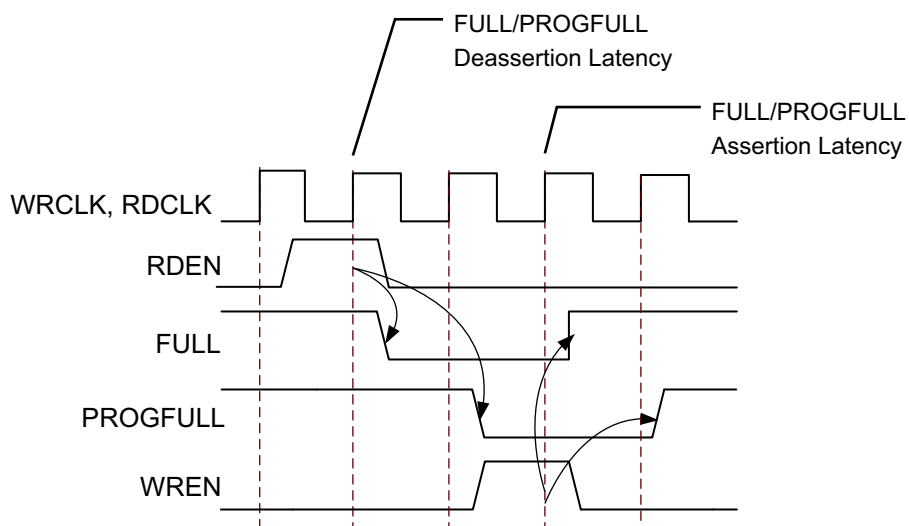 FULL/PROGFULL
Deassertion Latency
FULL/PROGFULL
Assertion Latency
WRCLK, RDCLK
RDEN
FULL
PROGFULL
WREN